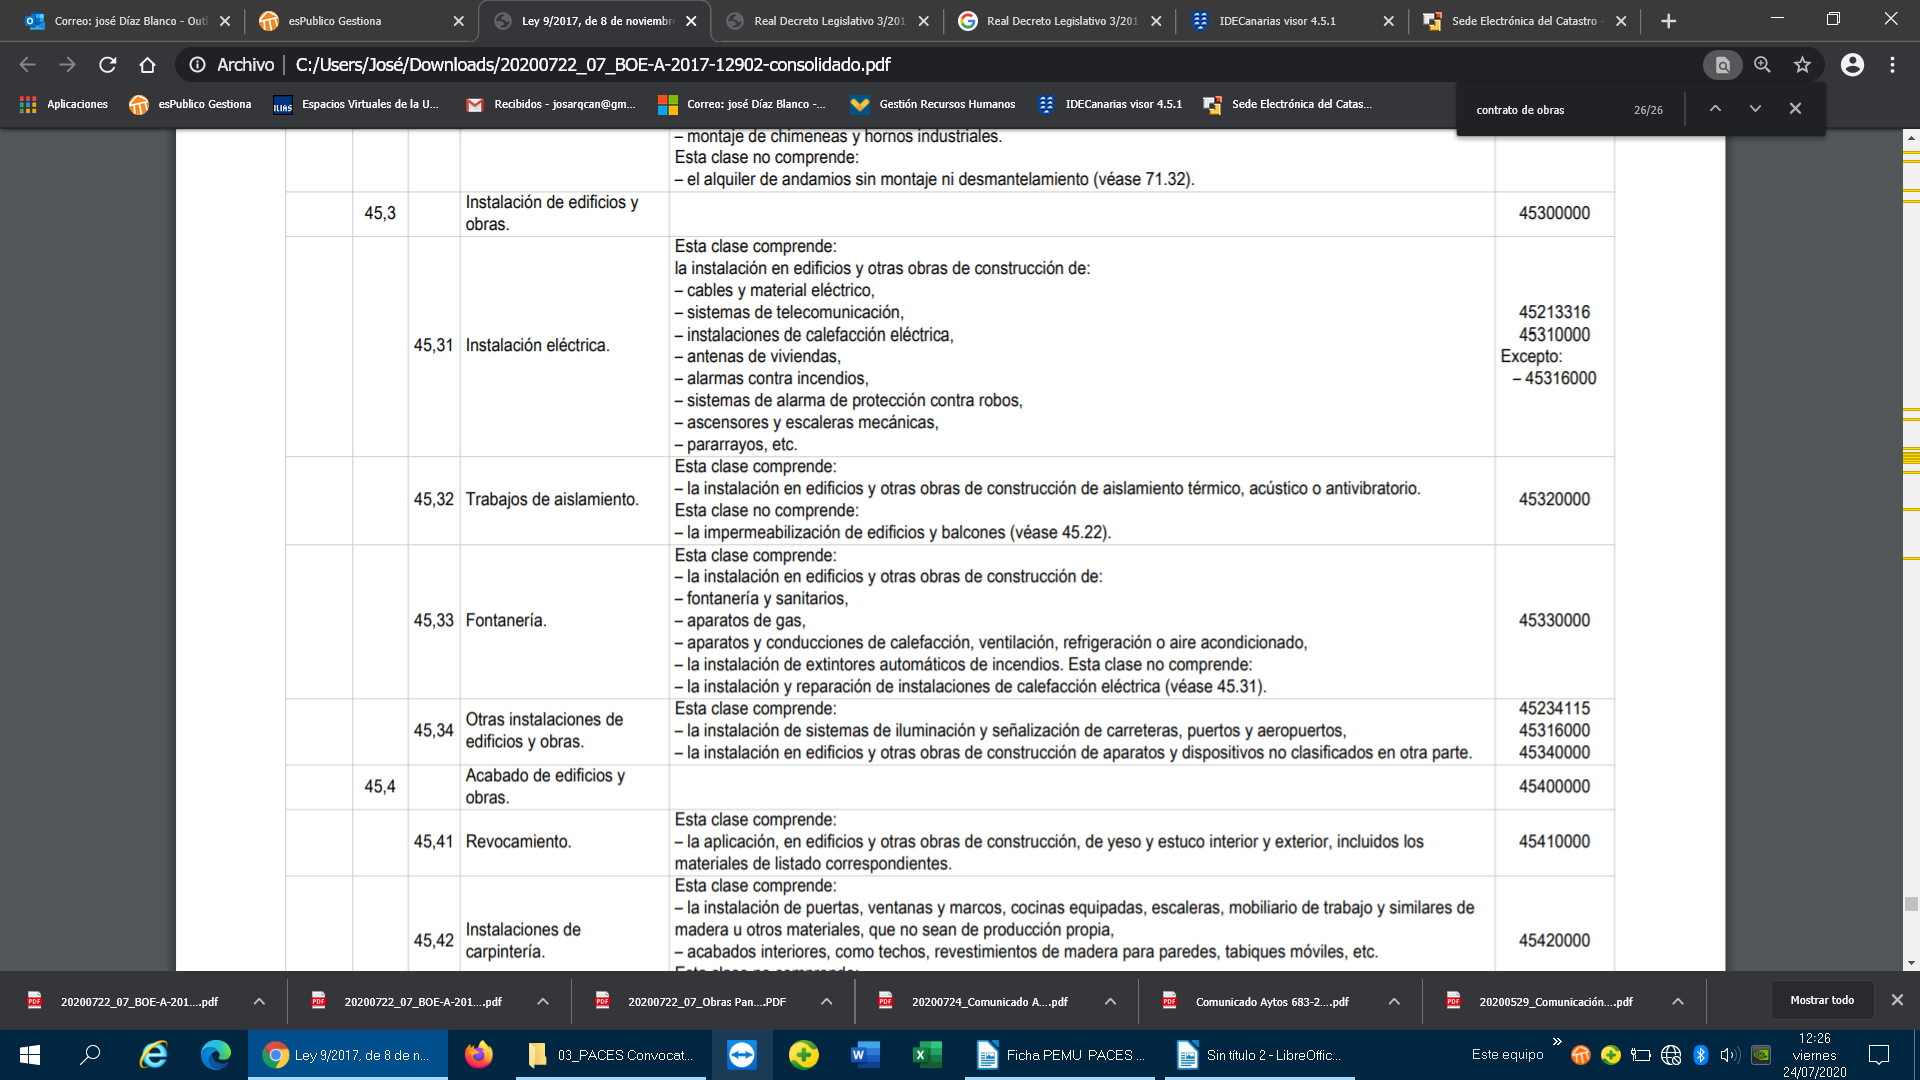 Correo: josé Díaz Blanco - Outl
esPublico Gestiona
Ley 9/2017, de 8 de noviembre
Real Decreto Legislativo 3/201
Real Decreto Legislativo 3/201
IDECanarias visor 4.5.1
Sede Electrónica del Catastro -
Archivo
C:/Users/José/Downloads/20200722_07_BOE-A-2017-12902-consolidado.pdf
Aplicaciones
esPublico Gestiona
Espacios Virtuales de la U...
Recibidos - josarqcan@gm...
Correo: josé Díaz Blanco -...
Gestión Recursos Humanos
IDECanarias visor 4.5.1
Sede Electrónica del Catas...
contrato de obras 26/26
– montaje de chimeneas y hornos industriales.
Esta clase no comprende:
– el alquiler de andamios sin montaje ni desmantelamiento (véase 71.32).
45,3
Instalación de edificios y
obras.
45300000
45,31
Instalación eléctrica.
Esta clase comprende:
la instalación en edificios y otras obras de construcción de:
– cables y material eléctrico,
– sistemas de telecomunicación,
– instalaciones de calefacción eléctrica,
– antenas de viviendas,
– alarmas contra incendios,
– sistemas de alarma de protección contra robos,
– ascensores y escaleras mecánicas,
– pararrayos, etc.
45213316
45310000
Excepto:
– 45316000
45,32
Trabajos de aislamiento.
Esta clase comprende:
– la instalación en edificios y otras obras de construcción de aislamiento térmico, acústico o antivibratorio.
Esta clase no comprende:
– la impermeabilización de edificios y balcones (véase 45.22).
45320000
45,33
Fontanería.
Esta clase comprende:
– la instalación en edificios y otras obras de construcción de:
– fontanería y sanitarios,
– aparatos de gas,
– aparatos y conducciones de calefacción, ventilación, refrigeración o aire acondicionado,
– la instalación de extintores automáticos de incendios. Esta clase no comprende:
– la instalación y reparación de instalaciones de calefacción eléctrica (véase 45.31).
45330000
45,34
Otras instalaciones de
edificios y obras.
Esta clase comprende:
– la instalación de sistemas de iluminación y señalización de carreteras, puertos y aeropuertos,
– la instalación en edificios y otras obras de construcción de aparatos y dispositivos no clasificados en otra parte.
45234115
45316000
45340000
45,4
Acabado de edificios y
obras.
45400000
45,41
Revocamiento.
Esta clase comprende:
– la aplicación, en edificios y otras obras de construcción, de yeso y estuco interior y exterior, incluidos los
materiales de listado correspondientes.
45410000
45,42
Instalaciones de
carpintería.
Esta clase comprende:
– la instalación de puertas, ventanas y marcos, cocinas equipadas, escaleras, mobiliario de trabajo y similares de
madera u otros materiales, que no sean de producción propia,
– acabados interiores, como techos, revestimientos de madera para paredes, tabiques móviles, etc.
45420000
20200722_07_BOE-A-201....pdf
20200722_07_BOE-A-201....pdf
20200722_07_Obras Pan....PDF
20200724_Comunicado A....pdf
Comunicado Aytos 683-2....pdf
20200529_Comunicación....pdf
Mostrar todo
Ley 9/2017, de 8 de n...
03_PACES Convocat...
Ficha PEMU PACES ...
Sin título 2 - LibreOffic...
Este equipo
12:26
viernes
24/07/2020